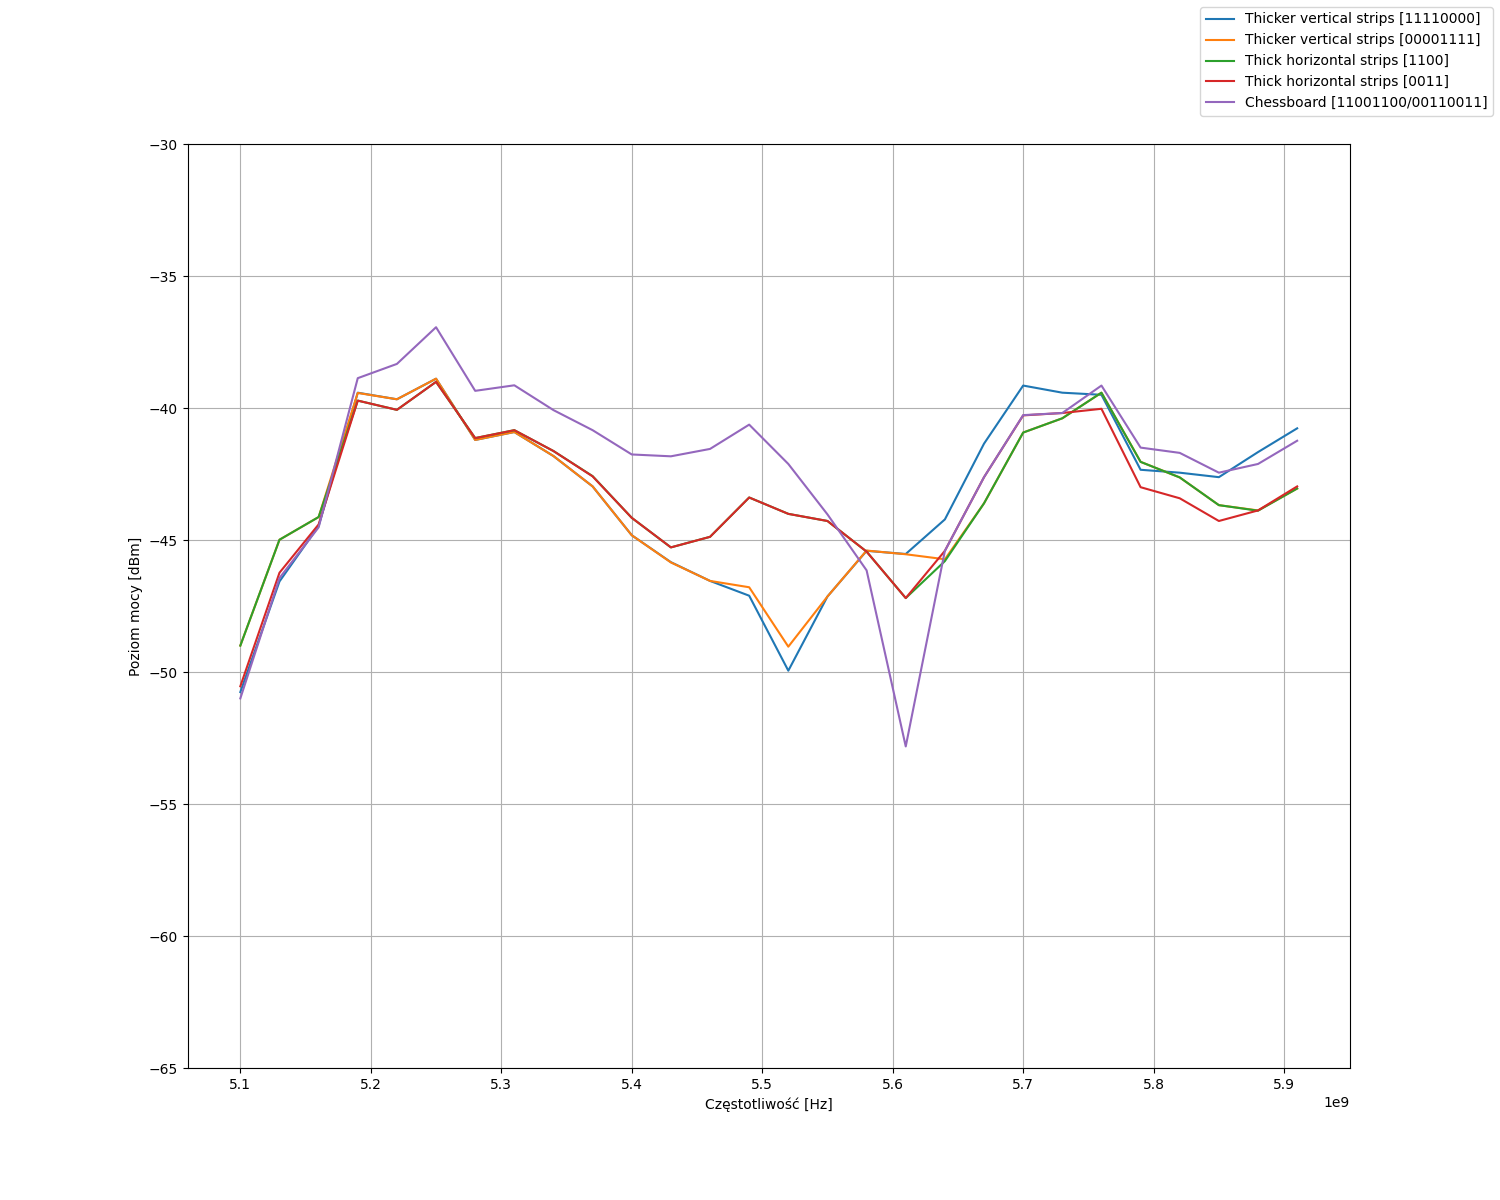 Thicker vertical strips [11110000]
Thicker vertical strips [00001111]
Thick horizontal strips [1100]
Thick horizontal strips [0011]
Chessboard [11001100/00110011]
−30
−35
−40
−45
−50
−55
−60
−65
Poziom mocy [dBm]
5.1 5.2 5.3 5.4 5.5 5.6 5.7 5.8 5.9
1e9
Częstotliwość [Hz]